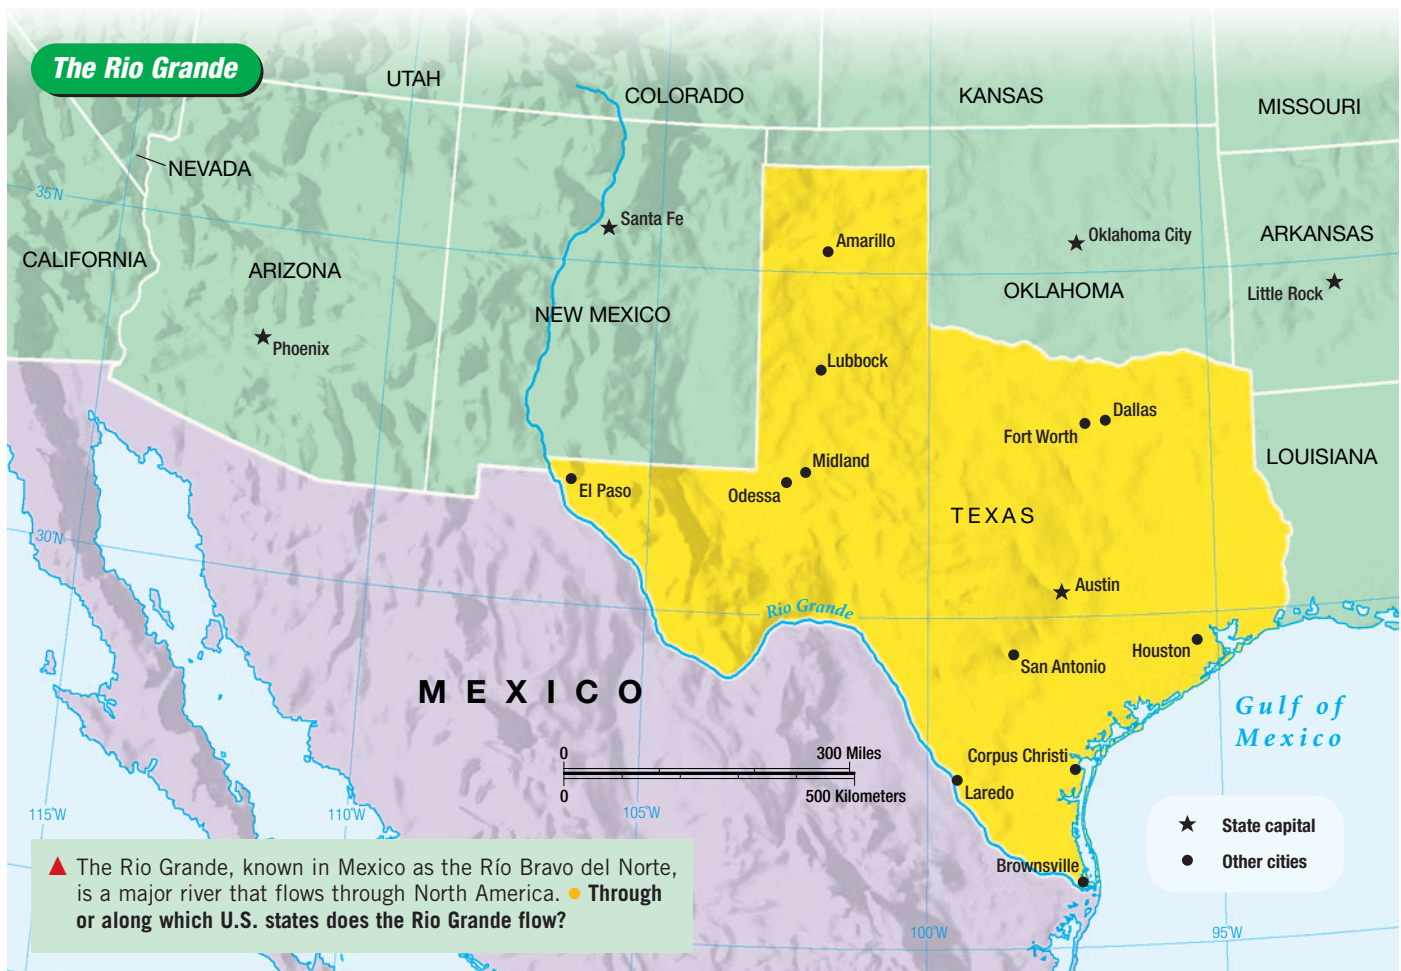 The Rio Grande
UTAH
COLORADO
KANSAS
MISSOURI
NEVADA
35°N
Santa Fe
Amarillo
Oklahoma City
ARKANSAS
CALIFORNIA
ARIZONA
OKLAHOMA
Little Rock
NEW MEXICO
Phoenix
Lubbock
Dallas
Fort Worth
LOUISIANA
Midland
Odessa
El Paso
TEXAS
30°N
Austin
Rio Grande
Houston
San Antonio
MEXICO
Gulf of
Mexico
0
300 Miles
0
500 Kilometers
Corpus Christi
Laredo
115°W
110°W
105°W
State capital
Other cities
Brownsville
100°W
95°W
The Rio Grande, known in Mexico as the Río Bravo del Norte,
is a major river that flows through North America. ● Through
or along which U.S. states does the Rio Grande flow?